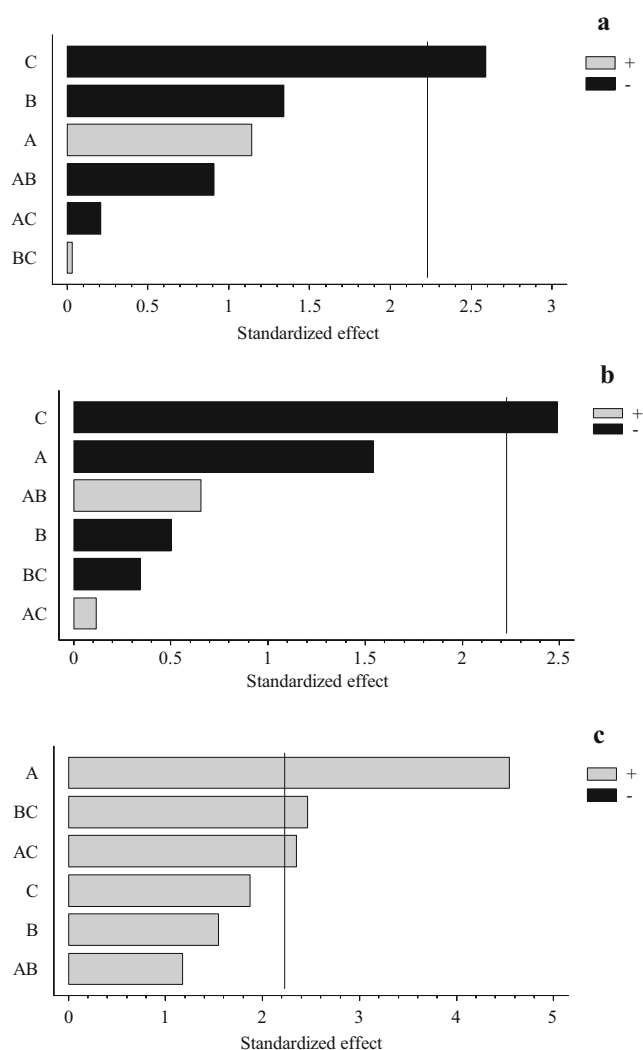 a
+
-
C
B
A
AB
AC
BC
0 0.5 1 1.5 2 2.5 3
Standardized effect
b
+
-
C
A
AB
B
BC
AC
0 0.5 1 1.5 2 2.5
Standardized effect
c
+
-
A
BC
AC
C
B
AB
0 1 2 3 4 5
Standardized effect